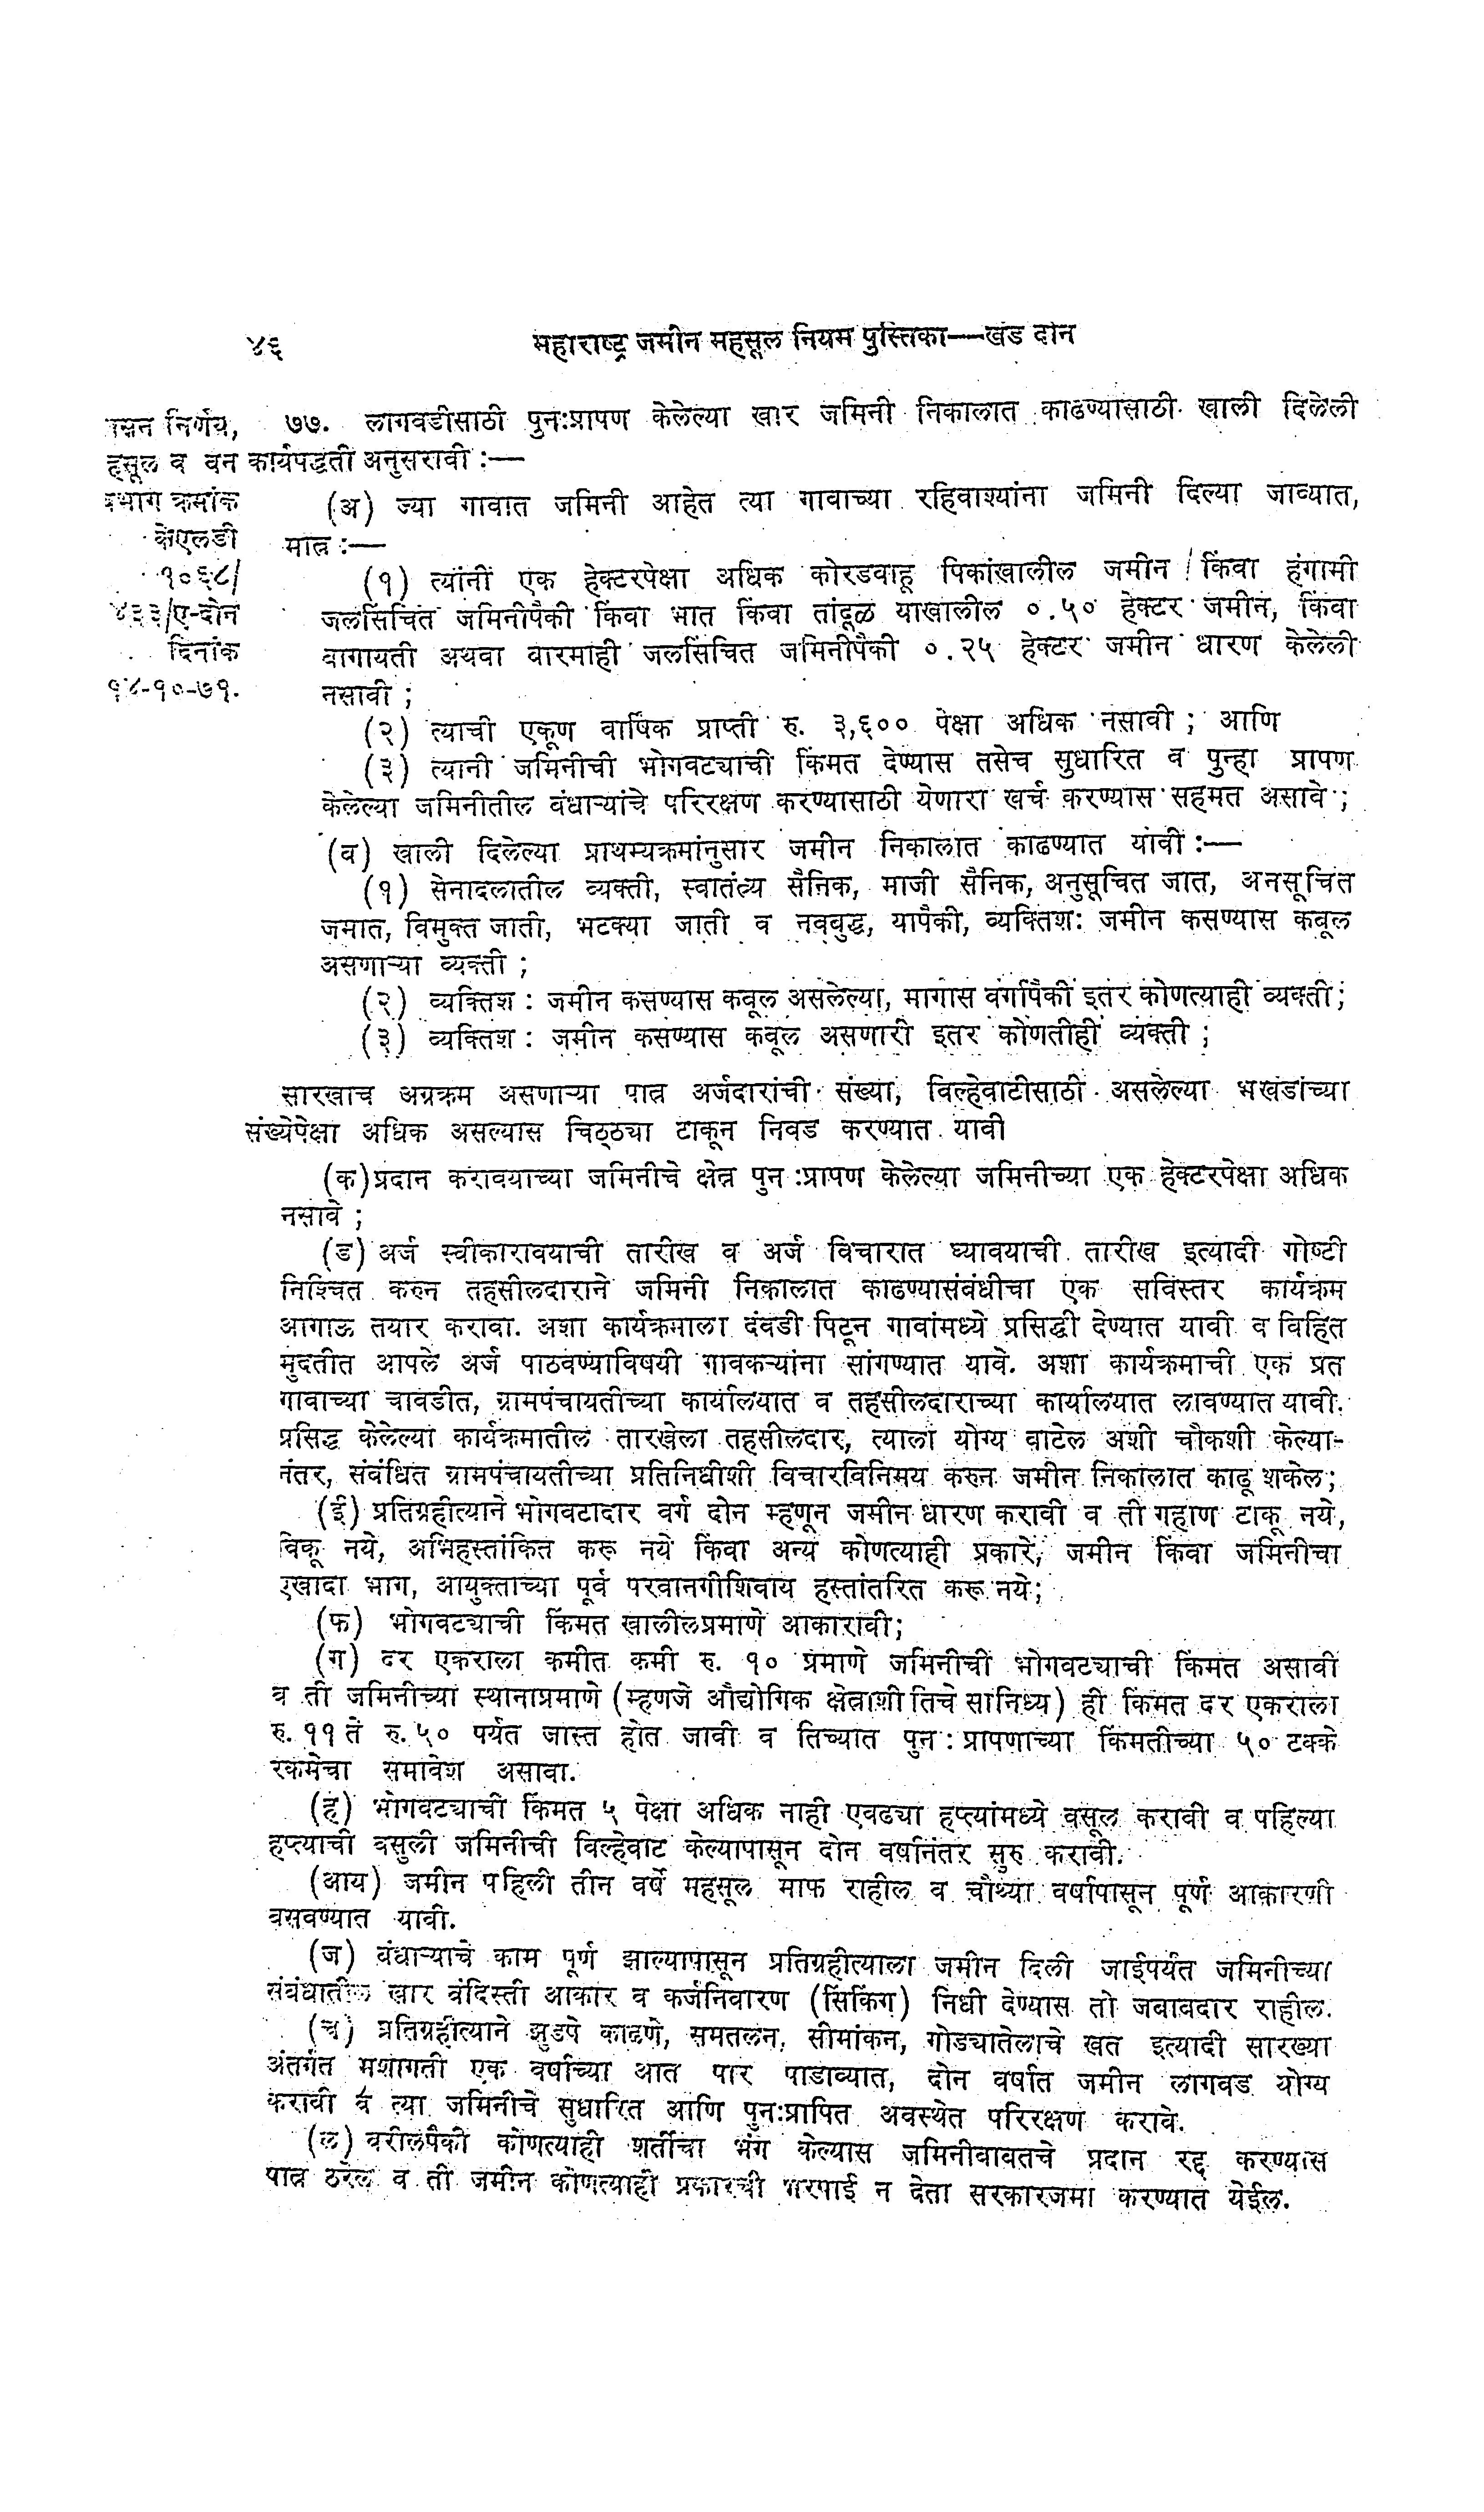 ४६ महाराष्ट्र जमीन महसूल नियम पुस्तिका——खंड दोन
निर्णय,
व वन
क्रमांक
केएलडी
१०६८/
४३३/ए-दोन
दिनांक
१४-१०-७१.
७७. लागवडीसाठी पुनःप्रापण केलेल्या खार जमिनी निकालात काढण्यासाठी खाली दिलेली
कार्यपद्धती अनुसरावी :—
(अ) ज्या गावात जमिनी आहेत त्या गावाच्या रहिवाश्यांना जमिनी दिल्या जाव्यात,
मात्र :—
(१) त्यांनी एक हेक्टरपेक्षा अधिक कोरडवाहू पिकांखालील जमीन किंवा हंगामी
जलसिंचित जमिनीपैकी किंवा भात किंवा तांदूळ याखालील ०.५० हेक्टर जमीन, किंवा
बागायती अथवा बारमाही जलसिंचित जमिनीपैकी ०.२५ हेक्टर जमीन धारण केलेली
नसावी ;
(२) त्याची एकूण वार्षिक प्राप्ती रु. ३,६०० पेक्षा अधिक नसावी ; आणि
(३) त्यानी जमिनीची भोगवट्याची किंमत देण्यास तसेच सुधारित व पुन्हा प्रापण
केलेल्या जमिनीतील बंधाऱ्यांचे परिरक्षण करण्यासाठी येणारा खर्च करण्यास सहमत असावे ;
(ब) खाली दिलेल्या प्राथम्यक्रमांनुसार जमीन निकालात काढण्यात यावी :—
(१) सेनादलातील व्यक्ती, स्वातंत्र्य सैनिक, माजी सैनिक, अनुसूचित जात, अनसूचित
जमात, विमुक्त जाती, भटक्या जाती व नवबुद्ध, यापैकी, व्यक्तिशः जमीन कसण्यास कबूल
असणाऱ्या व्यक्ती ;
(२) व्यक्तिश : जमीन कसण्यास कबूल असलेल्या, मागास वर्गापैकी इतर कोणत्याही व्यक्ती ;
(३) व्यक्तिश : जमीन कसण्यास कबूल असणारी इतर कोणतीही व्यक्ती ;
सारखाच अग्रक्रम असणाऱ्या पात्र अर्जदारांची संख्या, विल्हेवाटीसाठी असलेल्या भखंडांच्या
संख्येपेक्षा अधिक असल्यास चिठ्ठ्या टाकून निवड करण्यात यावी
(क) प्रदान करावयाच्या जमिनीचे क्षेत्र पुन :प्रापण केलेल्या जमिनीच्या एक हेक्टरपेक्षा अधिक
नसावे ;
(ड) अर्ज स्वीकारावयाची तारीख व अर्ज विचारात घ्यावयाची तारीख इत्यादी गोष्टी
निश्चित करुन तहसीलदाराने जमिनी निकालात काढण्यासंबंधीचा एक सविस्तर कार्यक्रम
आगाऊ तयार करावा. अशा कार्यक्रमाला दवंडी पिटून गावांमध्ये प्रसिद्धी देण्यात यावी व विहित
मुदतीत आपले अर्ज पाठवण्याविषयी गावकऱ्यांना सांगण्यात यावे. अशा कार्यक्रमाची एक प्रत
गावाच्या चावडीत, ग्रामपंचायतीच्या कार्यालयात व तहसीलदाराच्या कार्यालयात लावण्यात यावी.
प्रसिद्ध केलेल्या कार्यक्रमातील तारखेला तहसीलदार, त्याला योग्य वाटेल अशी चौकशी केल्या-
नंतर, संबंधित ग्रामपंचायतीच्या प्रतिनिधीशी विचारविनिमय करुन जमीन निकालात काढू शकेल ;
(ई) प्रतिग्रहीत्याने भोगवटादार वर्ग दोन म्हणून जमीन धारण करावी व ती गहाण टाकू नये,
विकू नये, अभिहस्तांकित करू नये किंवा अन्य कोणत्याही प्रकारे, जमीन किंवा जमिनीचा
एखादा भाग, आयुक्ताच्या पूर्व परवानगीशिवाय हस्तांतरित करू नये ;
(फ) भोगवट्याची किंमत खालीलप्रमाणे आकारावी ;
(ग) दर एकराला कमीत कमी रु. १० प्रमाणे जमिनीची भोगवट्याची किंमत असावी
व ती जमिनीच्या स्थानाप्रमाणे (म्हणजे औद्योगिक क्षेत्राशी तिचे सानिध्य) ही किंमत दर एकराला
रु. ११ ते रु. ५० पर्यंत जास्त होत जावी व तिच्यात पुन : प्रापणाच्या किंमतीच्या ५० टक्के
रकमेचा समावेश असावा.
(ह) भोगवट्याची किंमत ५ पेक्षा अधिक नाही एवढ्या हप्त्यांमध्ये वसूल करावी व पहिल्या
हप्त्याची वसुली जमिनीची विल्हेवाट केल्यापासून दोन वर्षानंतर सुरु करावी.
(आय) जमीन पहिली तीन वर्षे महसूल माफ राहील व चौथ्या वर्षापासून पूर्ण आकारणी
बसवण्यात यावी.
(ज) बंधाऱ्याचे काम पूर्ण झाल्यापासून प्रतिग्रहीत्याला जमीन दिली जाईपर्यंत जमिनीच्या
संबंधातील खार बंदिस्ती आकार व कर्जनिवारण (सिंकिंग) निधी देण्यास तो जबाबदार राहील.
(च) प्रतिग्रहीत्याने झुडपे काढणे, समतलन, सीमांकन, गोड्यातेलाचे खत इत्यादी सारख्या
अंतर्गत मशागती एक वर्षाच्या आत पार पाडाव्यात, दोन वर्षात जमीन लागवड योग्य
करावी व त्या जमिनीचे सुधारित आणि पुनःप्रापित अवस्थेत परिरक्षण करावे.
(ल) वरीलपैकी कोणत्याही शर्तीचा भंग केल्यास जमिनीबाबतचे प्रदान रद्द करण्यास
पात्र ठरेल व ती जमीन कोणत्याही प्रकारची भरपाई न देता सरकारजमा करण्यात येईल.